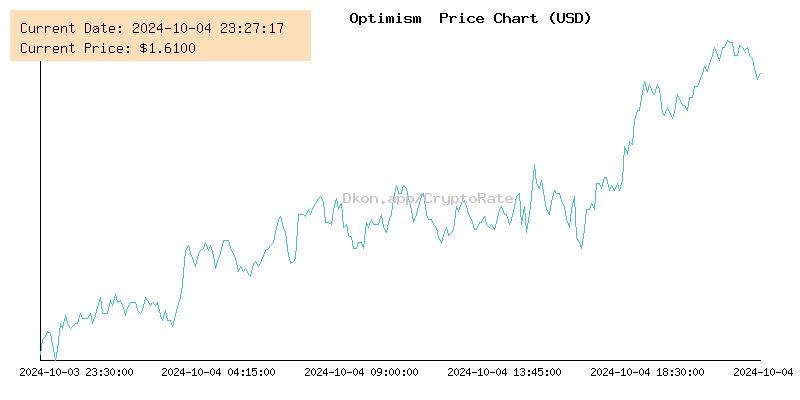 Optimism  Price Chart (USD)
Current Date: 2024-10-04 23:27:17
Current Price: $1.6100
Dkon.app/CryptoRate
2024-10-03 23:30:00 2024-10-04 04:15:00 2024-10-04 09:00:00 2024-10-04 13:45:00 2024-10-04 18:30:00 2024-10-04